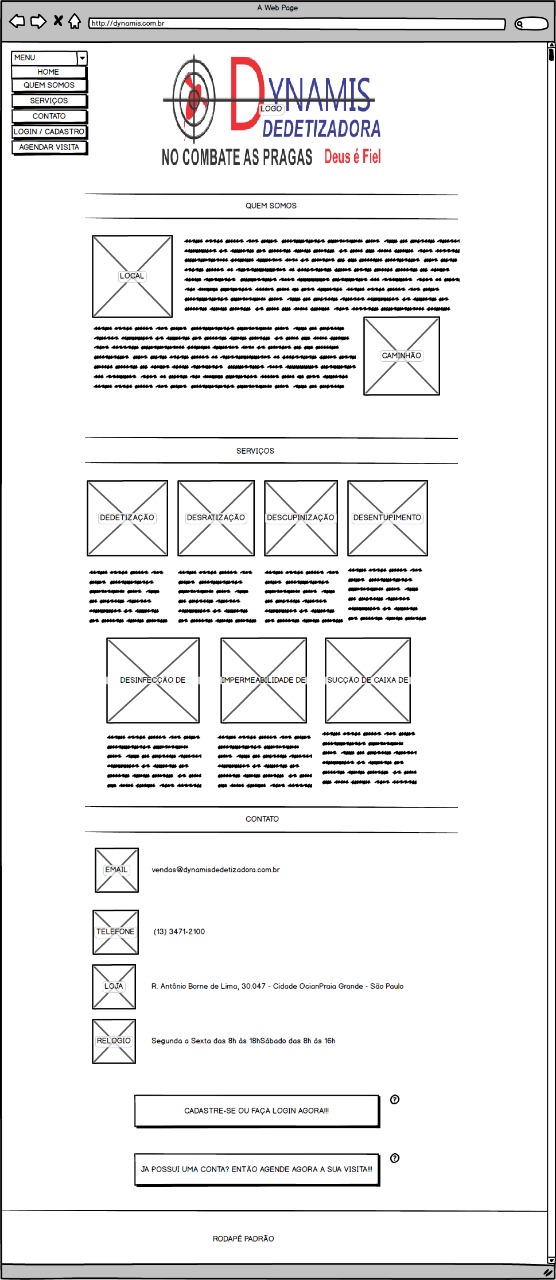 A Web Page
http://dynamis.com.br
MENU
HOME
QUEM SOMOS
SERVIÇOS
CONTATO
LOGIN / CADASTRO
AGENDAR VISITA
DYNAMIS
LOGO
DEDETIZADORA
NO COMBATE AS PRAGAS Deus é Fiel
QUEM SOMOS
LOCAL
CAMINHÃO
SERVIÇOS
DEDETIZAÇÃO
DESRATIZAÇÃO
DESCUPINIZAÇÃO
DESENTUPIMENTO
DESINFECÇÃO DE
IMPERMEABILIDADE DE
SUCÇÃO DE CAIXA DE
CONTATO
EMAIL
vendas@dynamisdedetizadora.com.br
TELEFONE
(13) 3471-2100
LOJA
R. Antônio Borne de Lima, 30.047 - Cidade OcianPraia Grande - São Paulo
RELOGIO
Segunda a Sexta das 8h ás 18hSábado das 8h ás 16h
CADASTRE-SE OU FAÇA LOGIN AGORA!!!
?
JA POSSUI UMA CONTA? ENTÃO AGENDE AGORA A SUA VISITA!!!
?
RODAPÉ PADRÃO